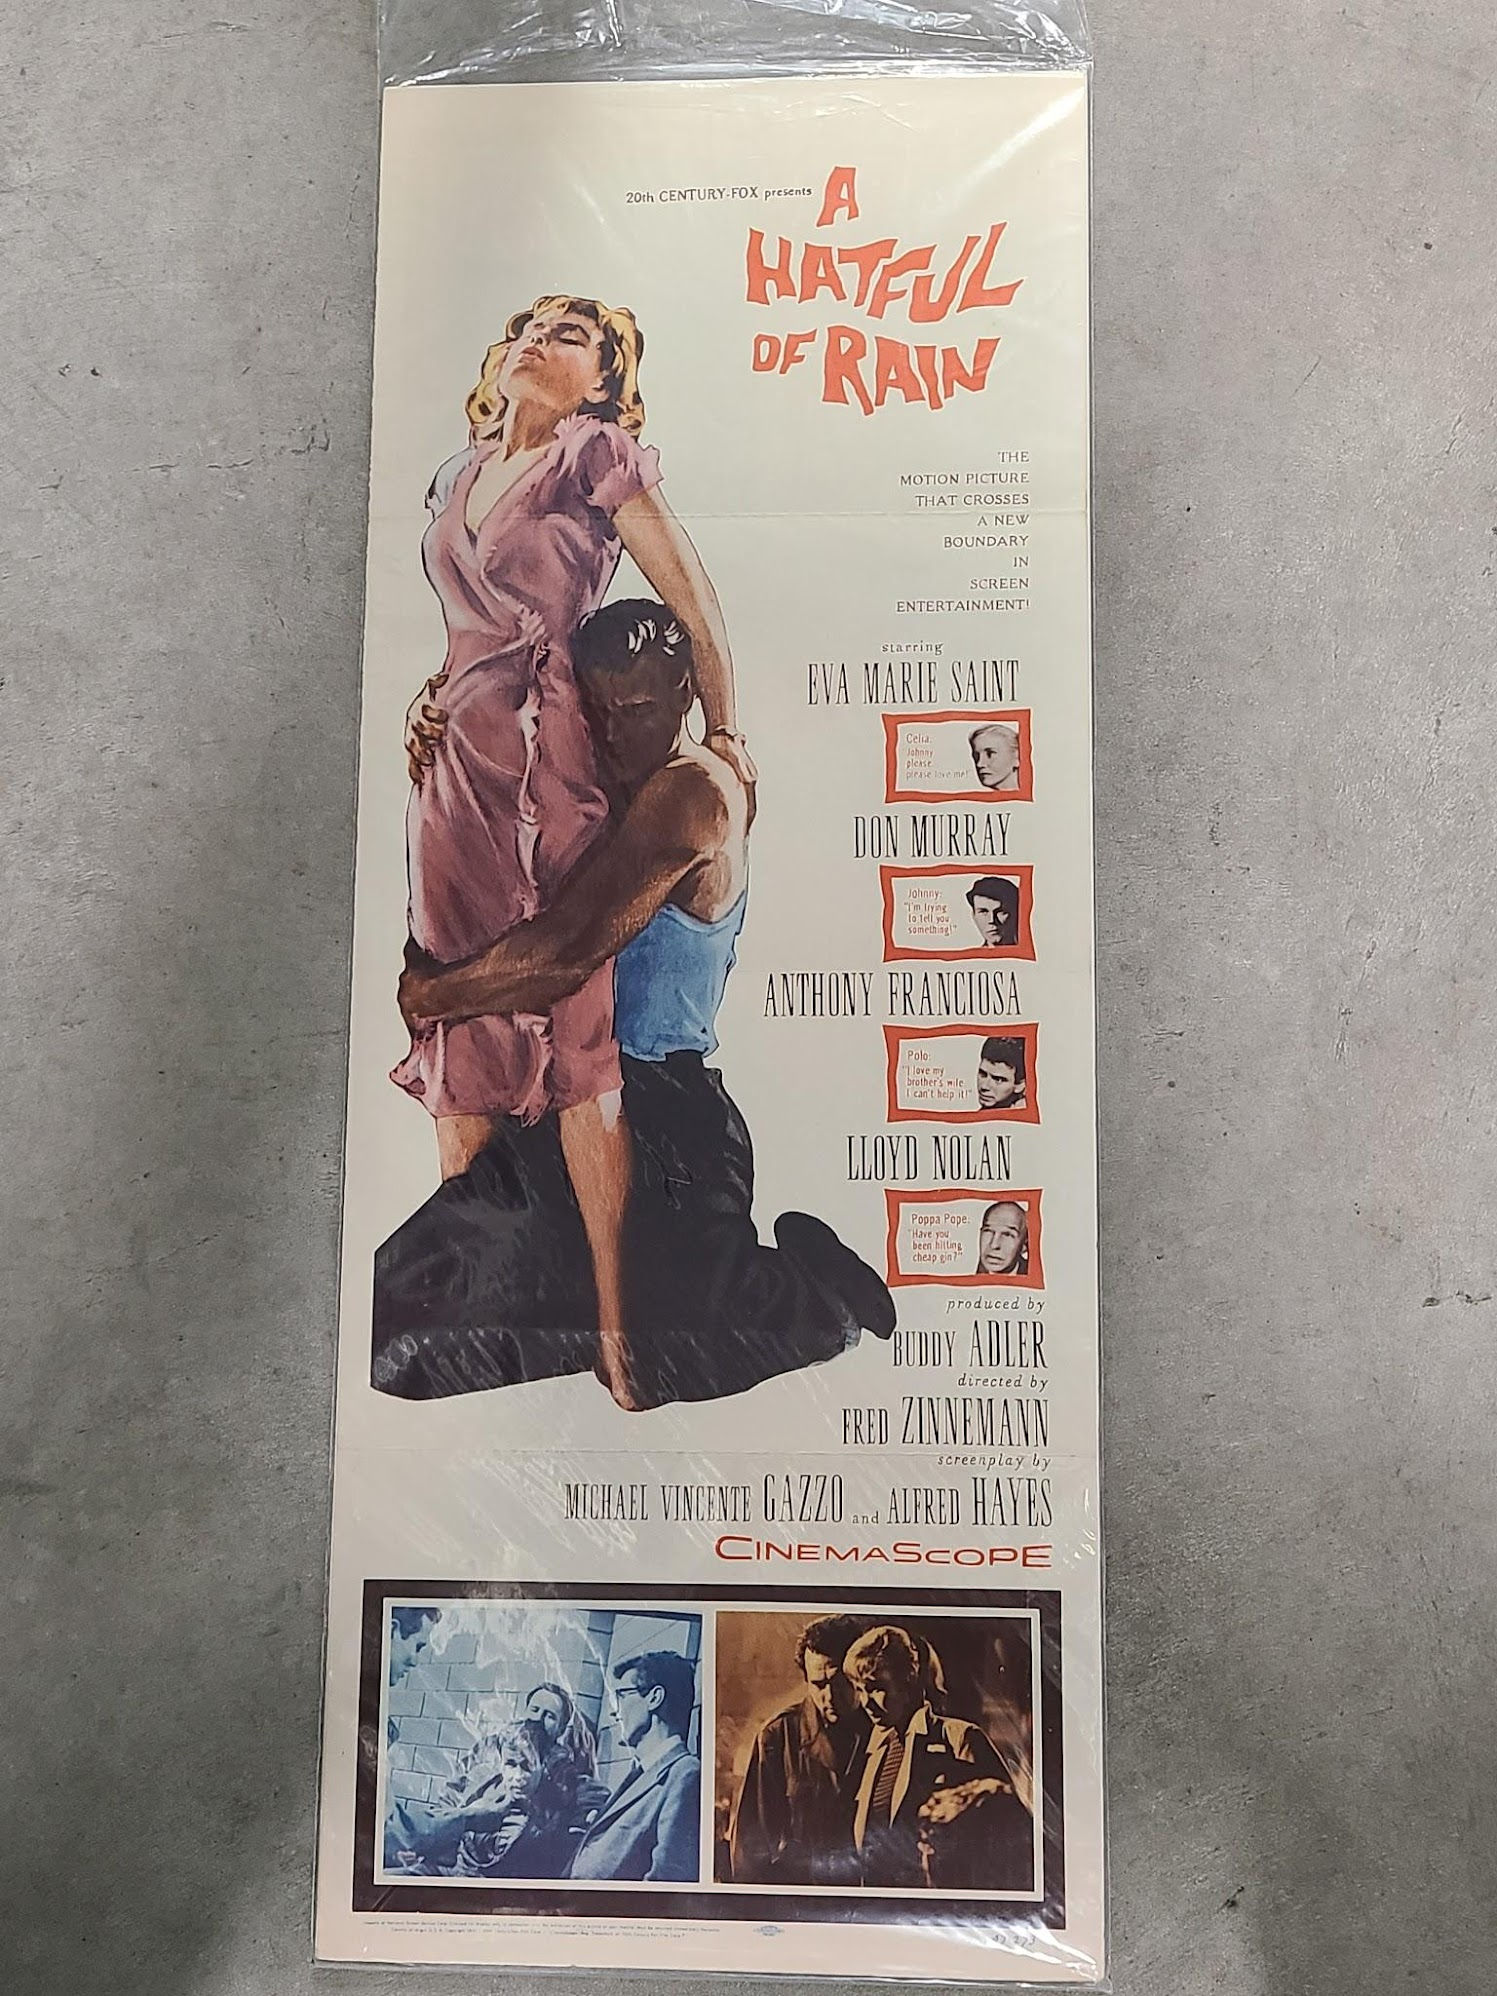 20th CENTURY-FOX presents
A
HATFUL
OF RAIN
THE
MOTION PICTURE
THAT CROSSES
A NEW
BOUNDARY
IN
SCREEN
ENTERTAINMENT!
starring
EVA MARIE SAINT
Celia:
"Johnny
please,
please love me!"
DON MURRAY
Johnny:
"I'm trying
to tell you
something!"
ANTHONY FRANCIOSA
Polo:
"I love my
brother's wife,
I can't help it!"
LLOYD NOLAN
Poppa Pope:
"Have you
been hitting
cheap gin?"
produced by
BUDDY ADLER
directed by
FRED ZINNEMANN
screenplay by
MICHAEL VINCENTE GAZZO and ALFRED HAYES
CINEMASCOPE